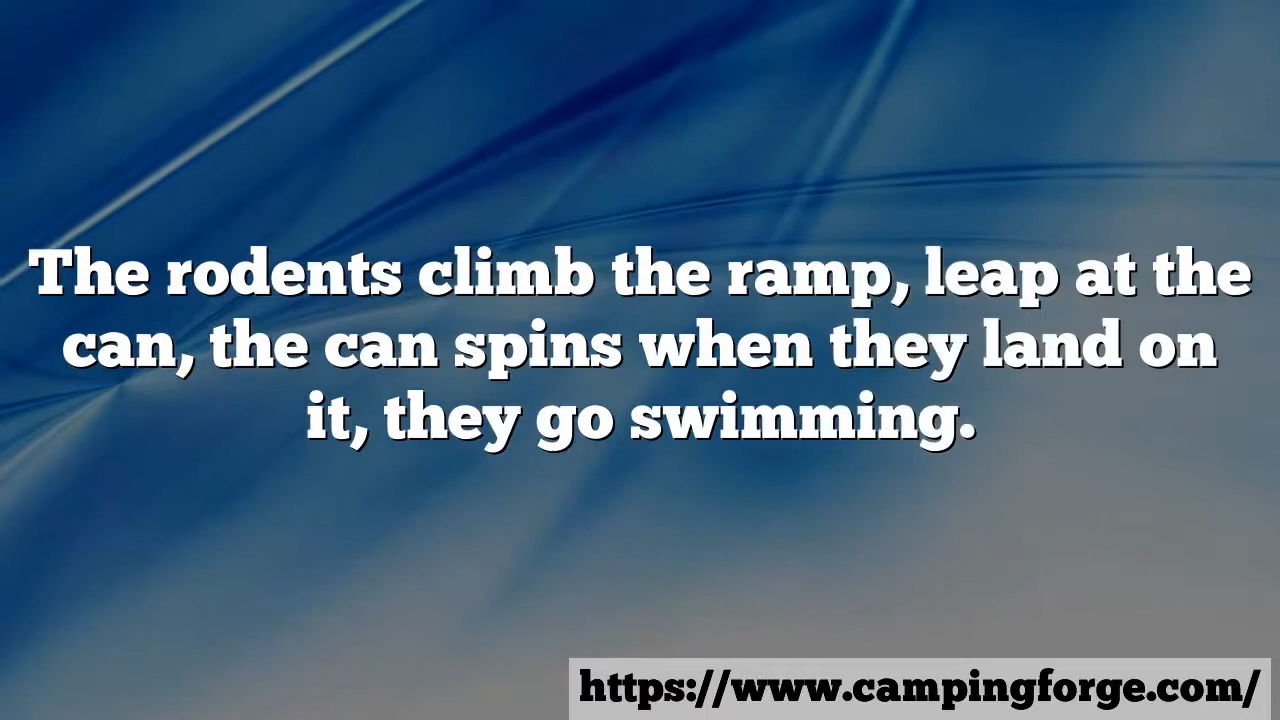 The rodents climb the ramp, leap at the
can, the can spins when they land on
it, they go swimming.
https://www.campingforge.com/